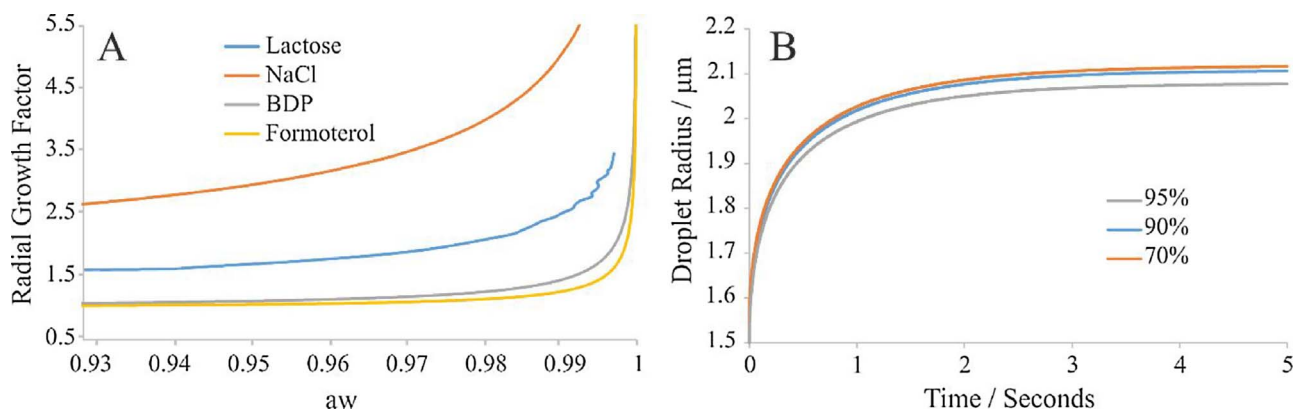 A
Radial Growth Factor
5.5
4.5
3.5
2.5
1.5
0.5
Lactose
NaCl
BDP
Formoterol
0.93 0.94 0.95 0.96 0.97 0.98 0.99 1
aw
B
Droplet Radius / μm
2.2
2.1
2
1.9
1.8
1.7
1.6
1.5
95%
90%
70%
0 1 2 3 4 5
Time / Seconds